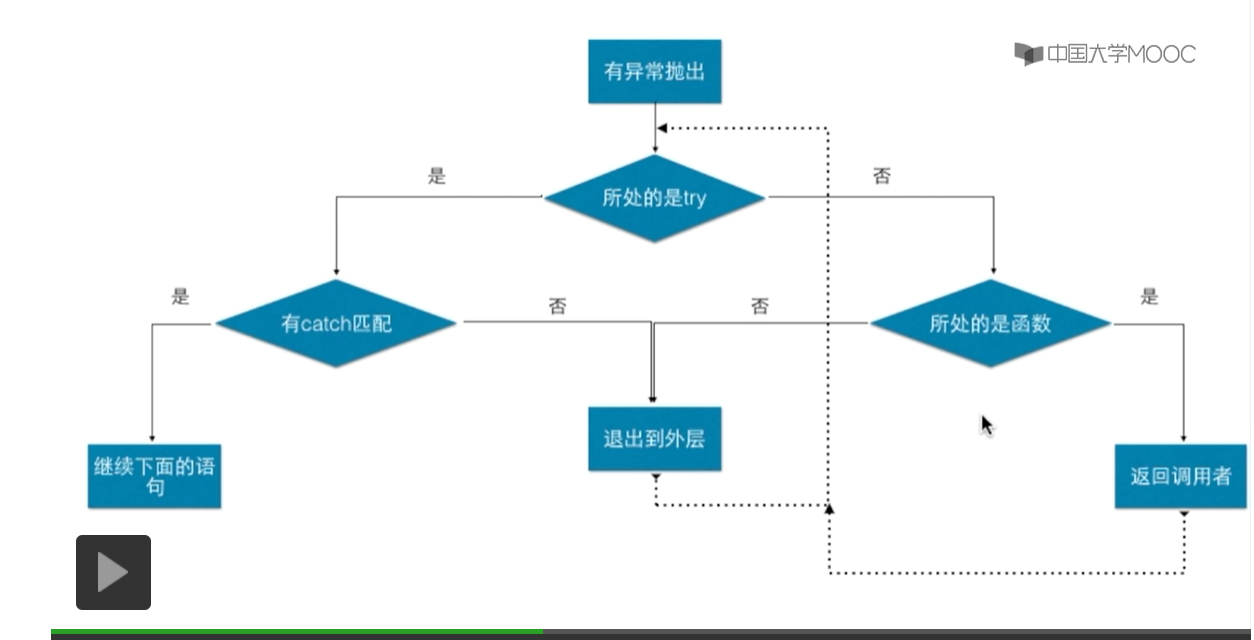 中国大学MOOC
有异常抛出
是
所处的是try
否
是
有catch匹配
否
否
所处的是函数
是
继续下面的语
句
退出到外层
返回调用者